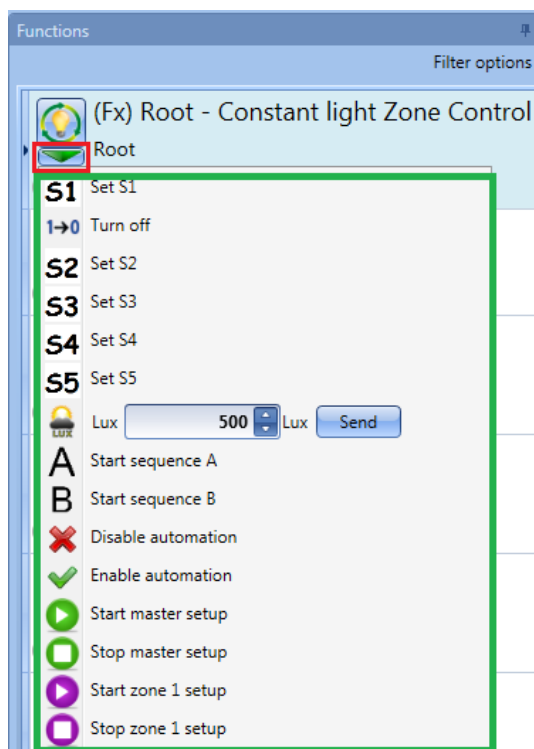 Functions
Filter options
(Fx) Root - Constant light Zone Control
Root
S1 Set S1
1→0 Turn off
S2 Set S2
S3 Set S3
S4 Set S4
S5 Set S5
LUX Lux 500 Lux Send
A Start sequence A
B Start sequence B
Disable automation
Enable automation
Start master setup
Stop master setup
Start zone 1 setup
Stop zone 1 setup